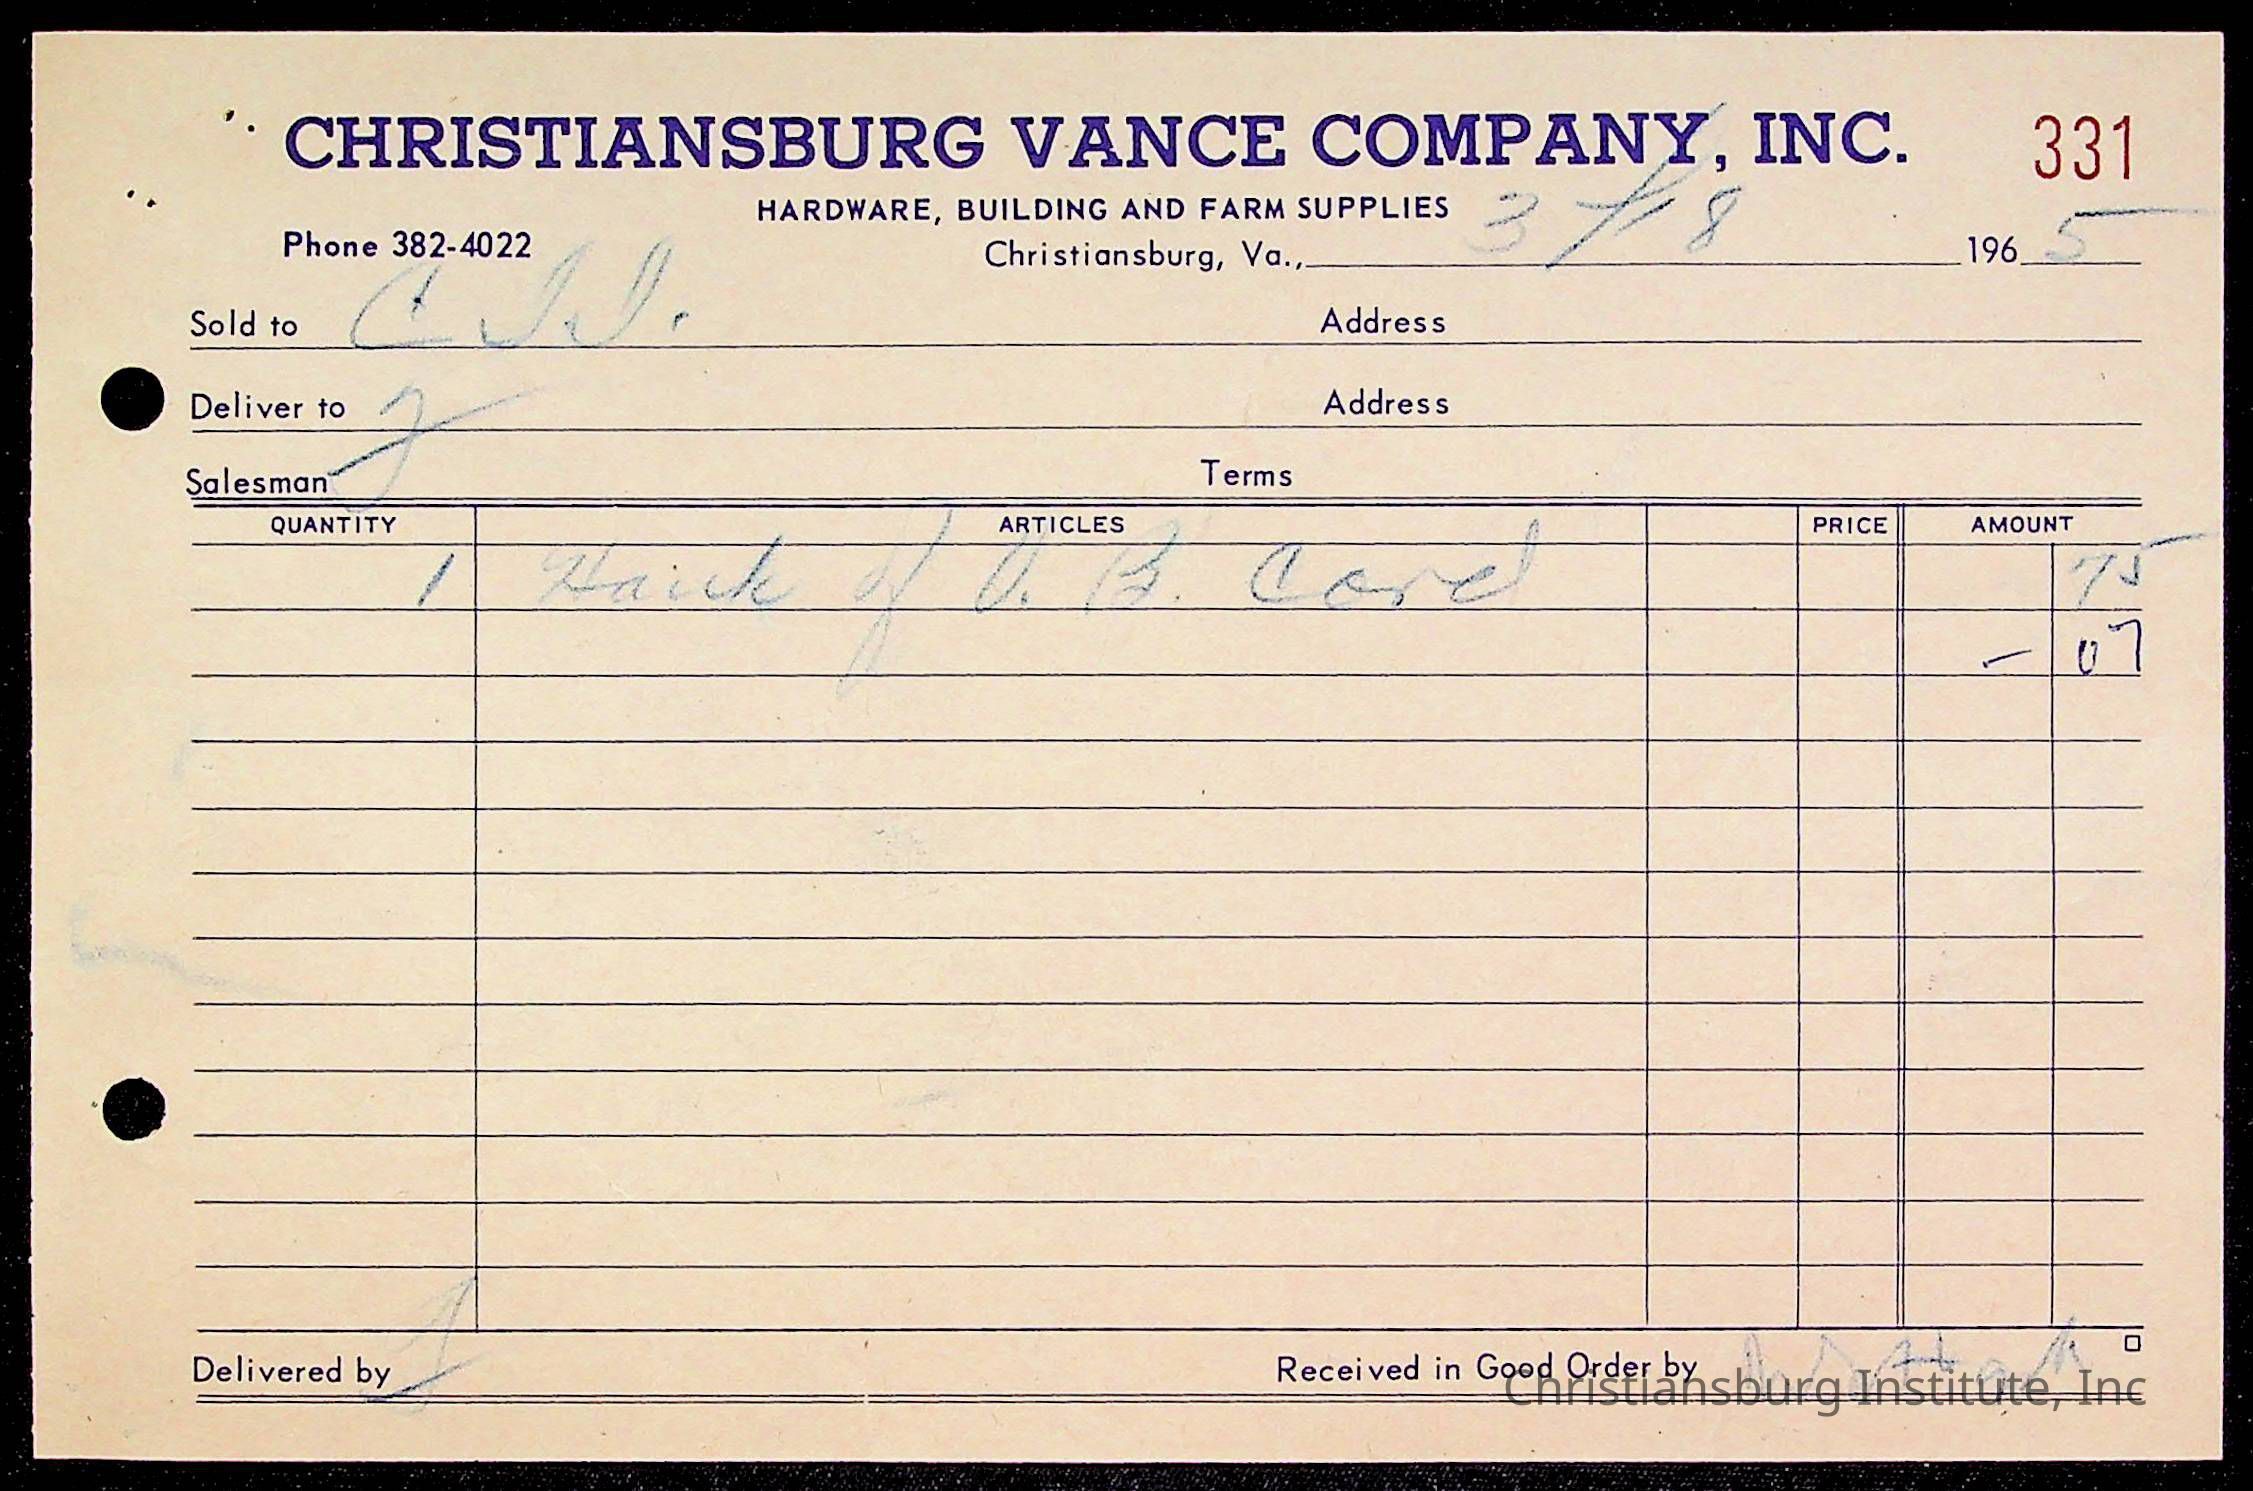 CHRISTIANSBURG VANCE COMPANY, INC. 331
HARDWARE, BUILDING AND FARM SUPPLIES
Phone 382-4022 Christiansburg, Va., 3/18 1965
Sold to Address
Deliver to Address
Salesman Terms
QUANTITY ARTICLES PRICE AMOUNT
1 Hank of V. B. Cord 75
- 07
Delivered by Received in Good Order by
Christiansburg Institute, Inc